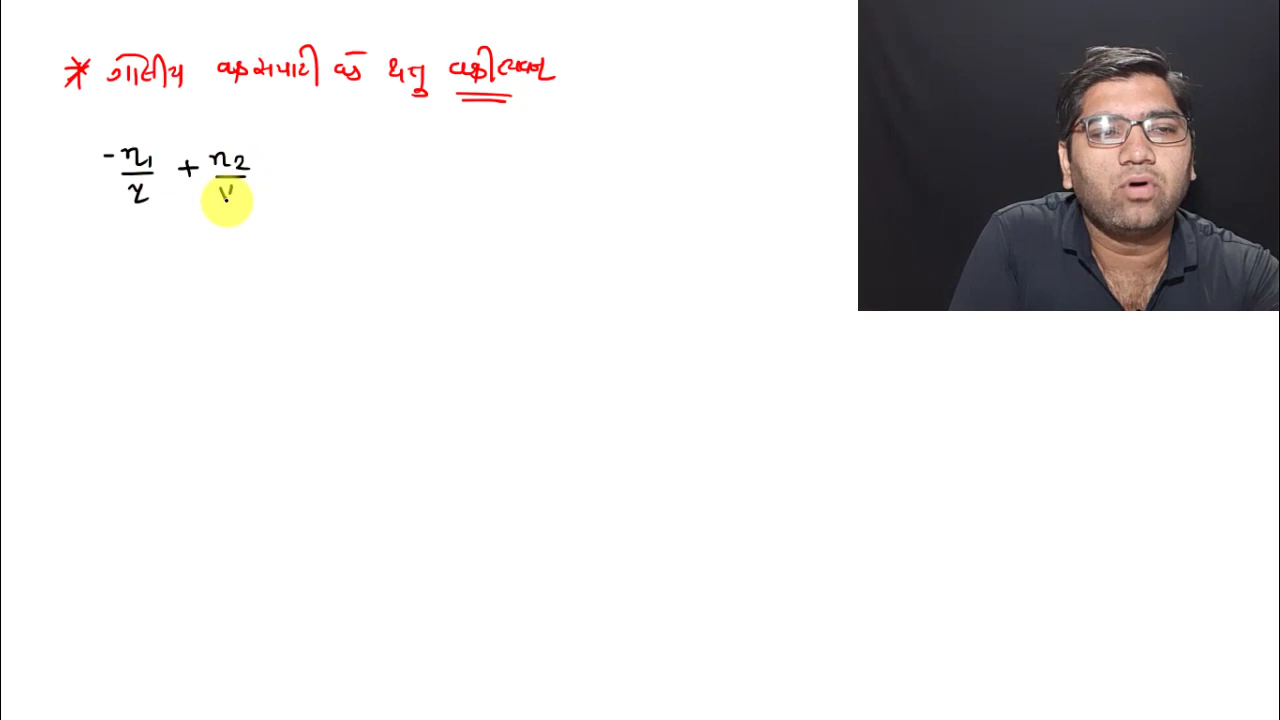 * ગોલીય વક્રસપાટી વડે થતુ વક્રીભવન
-n1/x + n2/v